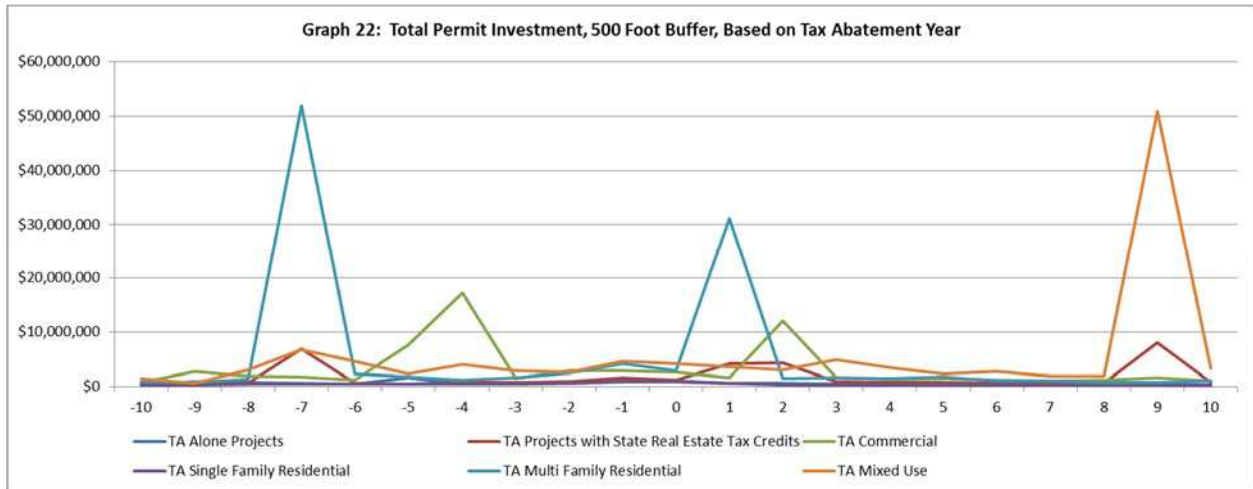 Graph 22:  Total Permit Investment, 500 Foot Buffer, Based on Tax Abatement Year
$60,000,000
$50,000,000
$40,000,000
$30,000,000
$20,000,000
$10,000,000
$0
-10 -9 -8 -7 -6 -5 -4 -3 -2 -1 0 1 2 3 4 5 6 7 8 9 10
TA Alone Projects TA Projects with State Real Estate Tax Credits TA Commercial
TA Single Family Residential TA Multi Family Residential TA Mixed Use